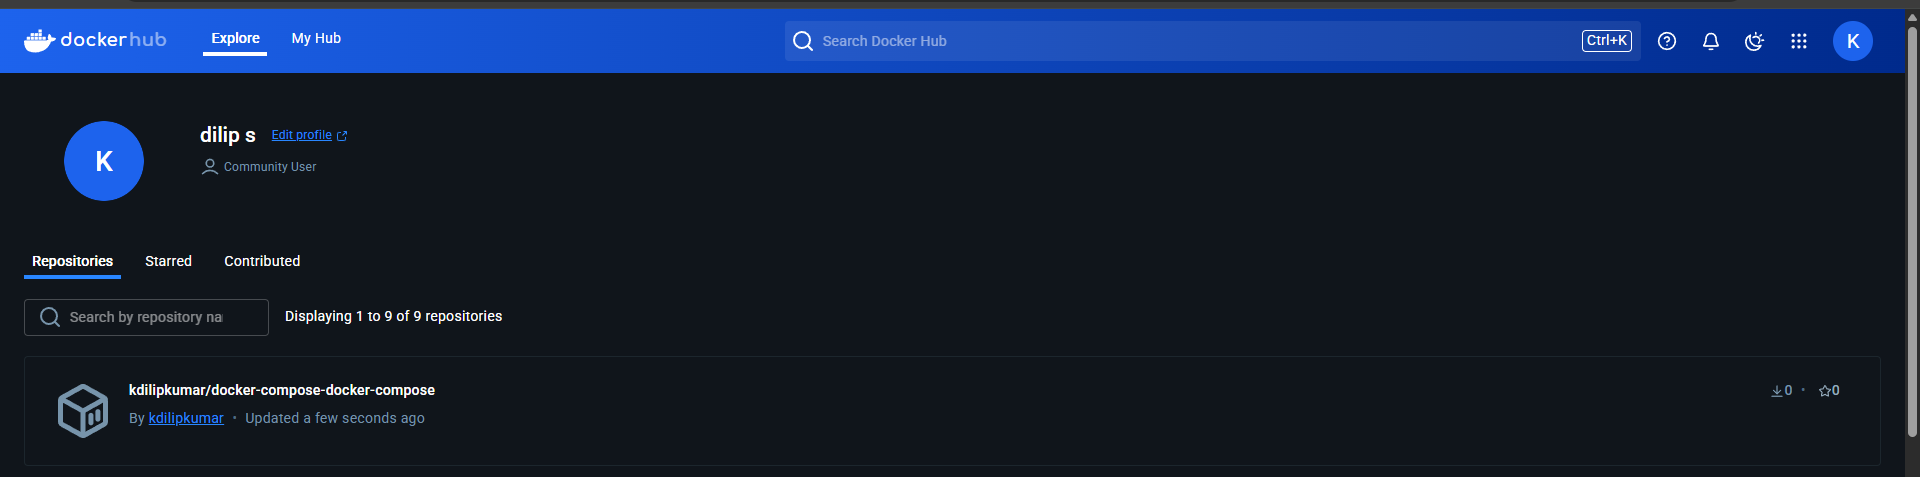 dockerhub Explore My Hub Search Docker Hub Ctrl+K K
K
dilip s Edit profile
Community User
Repositories Starred Contributed
Search by repository na Displaying 1 to 9 of 9 repositories
kdilipkumar/docker-compose-docker-compose 0 • 0
By kdilipkumar • Updated a few seconds ago